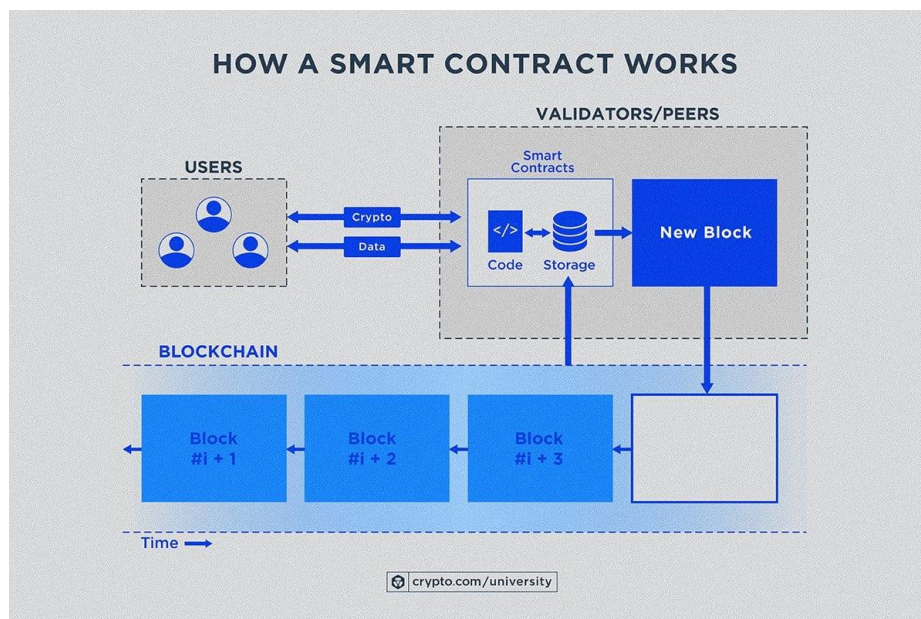 HOW A SMART CONTRACT WORKS
VALIDATORS/PEERS
USERS
Smart
Contracts
Crypto
Data
</>
Code
Storage
New Block
BLOCKCHAIN
Block
#i + 1
Block
#i + 2
Block
#i + 3
Time
crypto.com/university